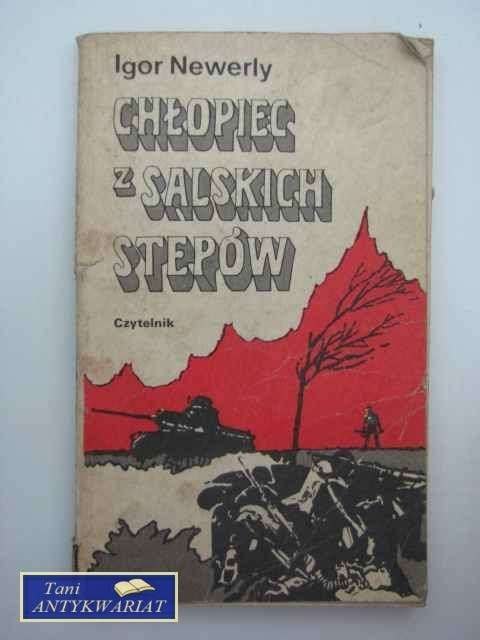 Igor Newerly
CHŁOPIEC
Z SALSKICH
STEPÓW
Czytelnik
Tani
ANTYKWARIAT